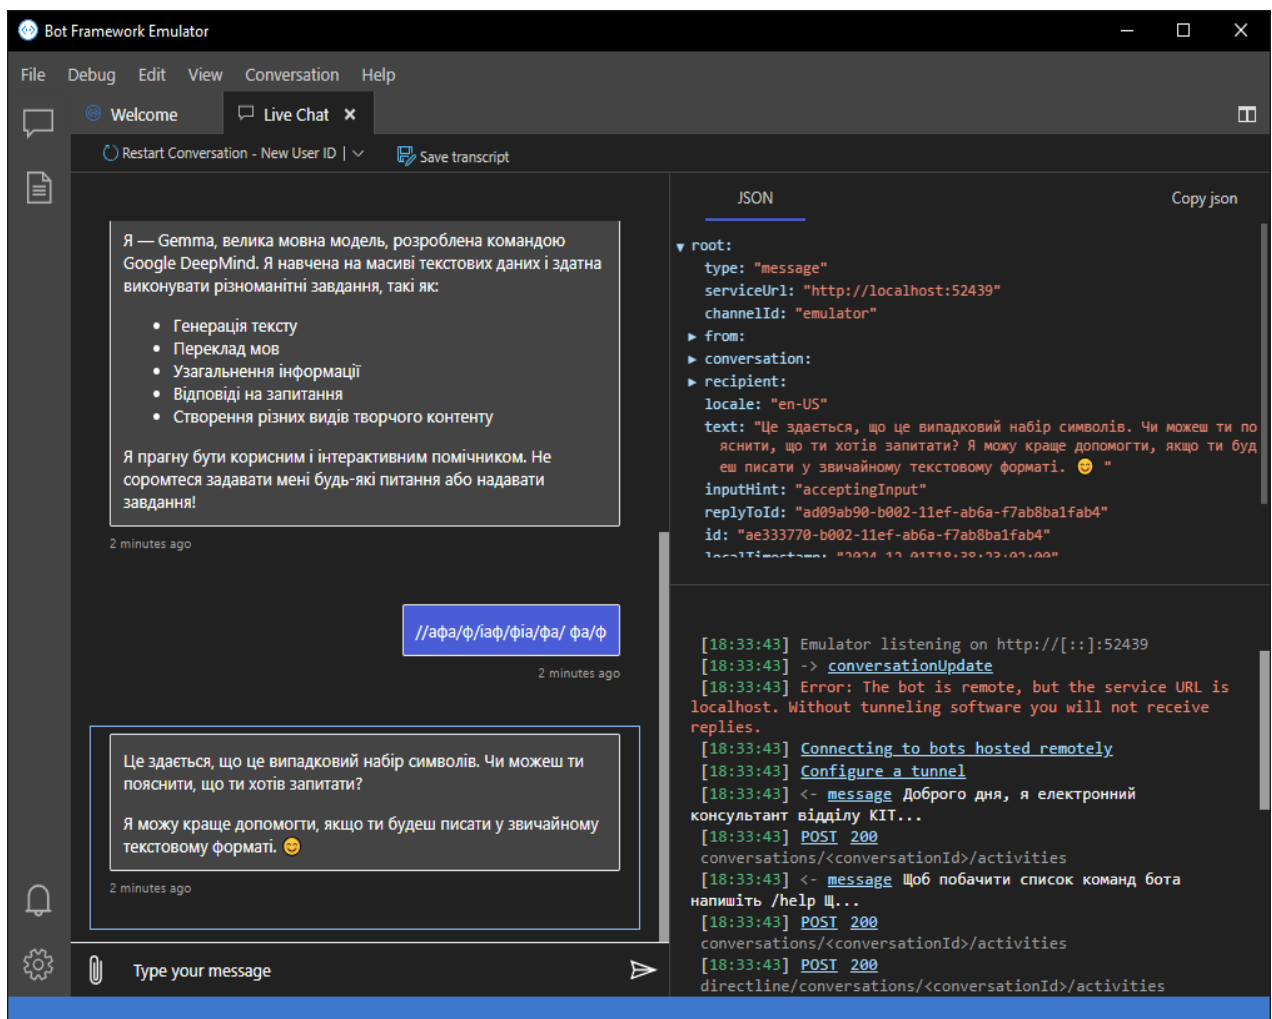 Bot Framework Emulator
File Debug Edit View Conversation Help
Welcome Live Chat
Restart Conversation - New User ID | Save transcript
Я — Gemma, велика мовна модель, розроблена командою
Google DeepMind. Я навчена на масиві текстових даних і здатна
виконувати різноманітні завдання, такі як:
• Генерація тексту
• Переклад мов
• Узагальнення інформації
• Відповіді на запитання
• Створення різних видів творчого контенту
Я прагну бути корисним і інтерактивним помічником. Не
соромтеся задавати мені будь-які питання або надавати
завдання!
2 minutes ago
//афа/ф/іаф/фіа/фа/ фа/ф
2 minutes ago
Це здається, що це випадковий набір символів. Чи можеш ти
пояснити, що ти хотів запитати?
Я можу краще допомогти, якщо ти будеш писати у звичайному
текстовому форматі. 😊
2 minutes ago
Type your message
JSON Copy json
root:
type: "message"
serviceUrl: "http://localhost:52439"
channelId: "emulator"
from:
conversation:
recipient:
locale: "en-US"
text: "Це здається, що це випадковий набір символів. Чи можеш ти по
яснити, що ти хотів запитати? Я можу краще допомогти, якщо ти буд
еш писати у звичайному текстовому форматі. 😊 "
inputHint: "acceptingInput"
replyToId: "ad09ab90-b002-11ef-ab6a-f7ab8ba1fab4"
id: "ae333770-b002-11ef-ab6a-f7ab8ba1fab4"
localTimestamp: "2024-12-01T18:38:23+02:00"
[18:33:43] Emulator listening on http://[::]:52439
[18:33:43] -> conversationUpdate
[18:33:43] Error: The bot is remote, but the service URL is
localhost. Without tunneling software you will not receive
replies.
[18:33:43] Connecting to bots hosted remotely
[18:33:43] Configure a tunnel
[18:33:43] <- message Доброго дня, я електронний
консультант відділу КІТ...
[18:33:43] POST 200
conversations/<conversationId>/activities
[18:33:43] <- message Щоб побачити список команд бота
напишіть /help Щ...
[18:33:43] POST 200
conversations/<conversationId>/activities
[18:33:43] POST 200
directline/conversations/<conversationId>/activities